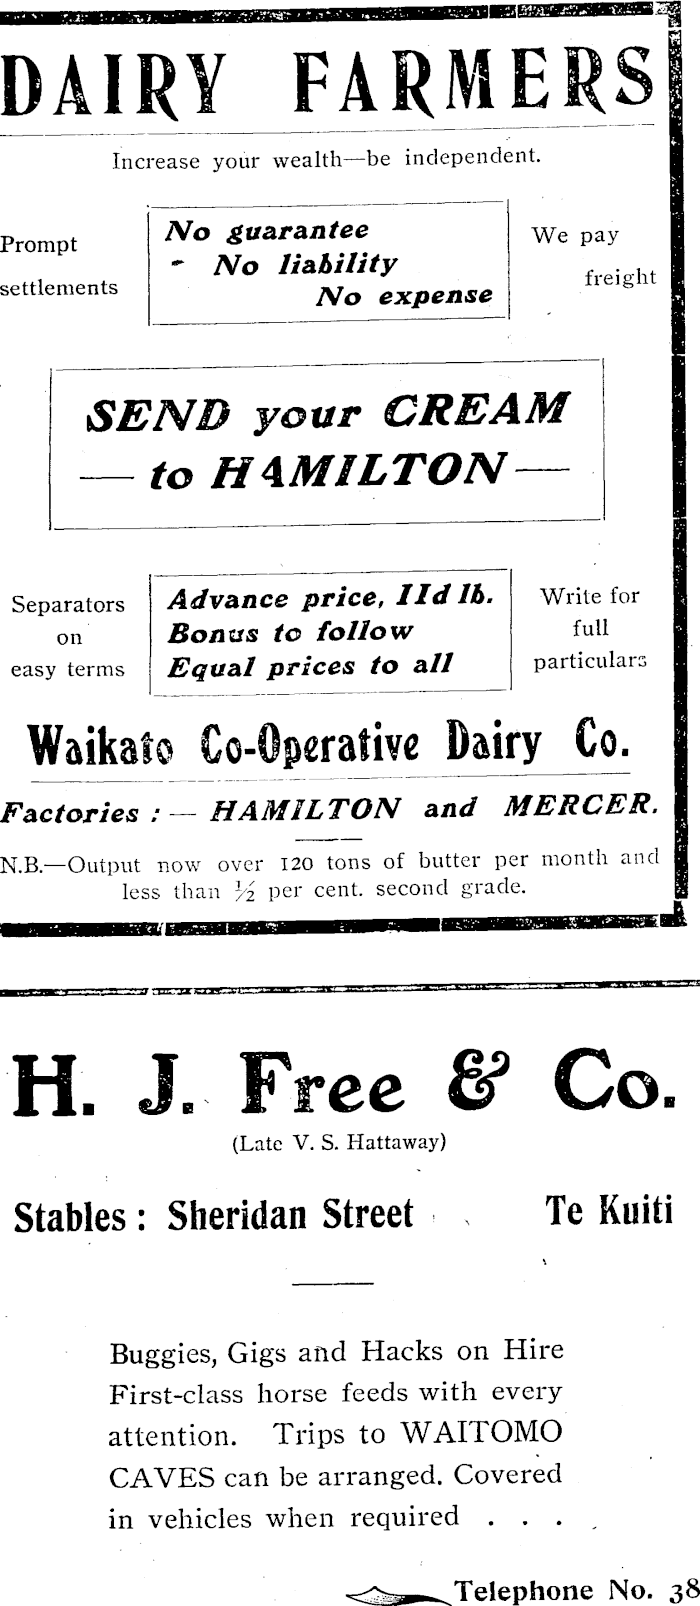 DAIRY FARMERS
Increase your wealth—be independent.
Prompt
settlements
No guarantee
- No liability
No expense
We pay
freight
SEND your CREAM
— to HAMILTON —
Separators
on
easy terms
Advance price, 11d lb.
Bonus to follow
Equal prices to all
Write for
full
particulars
Waikato Co-Operative Dairy Co.
Factories : — HAMILTON and MERCER.
N.B.—Output now over 120 tons of butter per month and
less than ½ per cent. second grade.
H. J. Free & Co.
(Late V. S. Hattaway)
Stables : Sheridan Street Te Kuiti
Buggies, Gigs and Hacks on Hire
First-class horse feeds with every
attention. Trips to WAITOMO
CAVES can be arranged. Covered
in vehicles when required . . .
Telephone No. 38